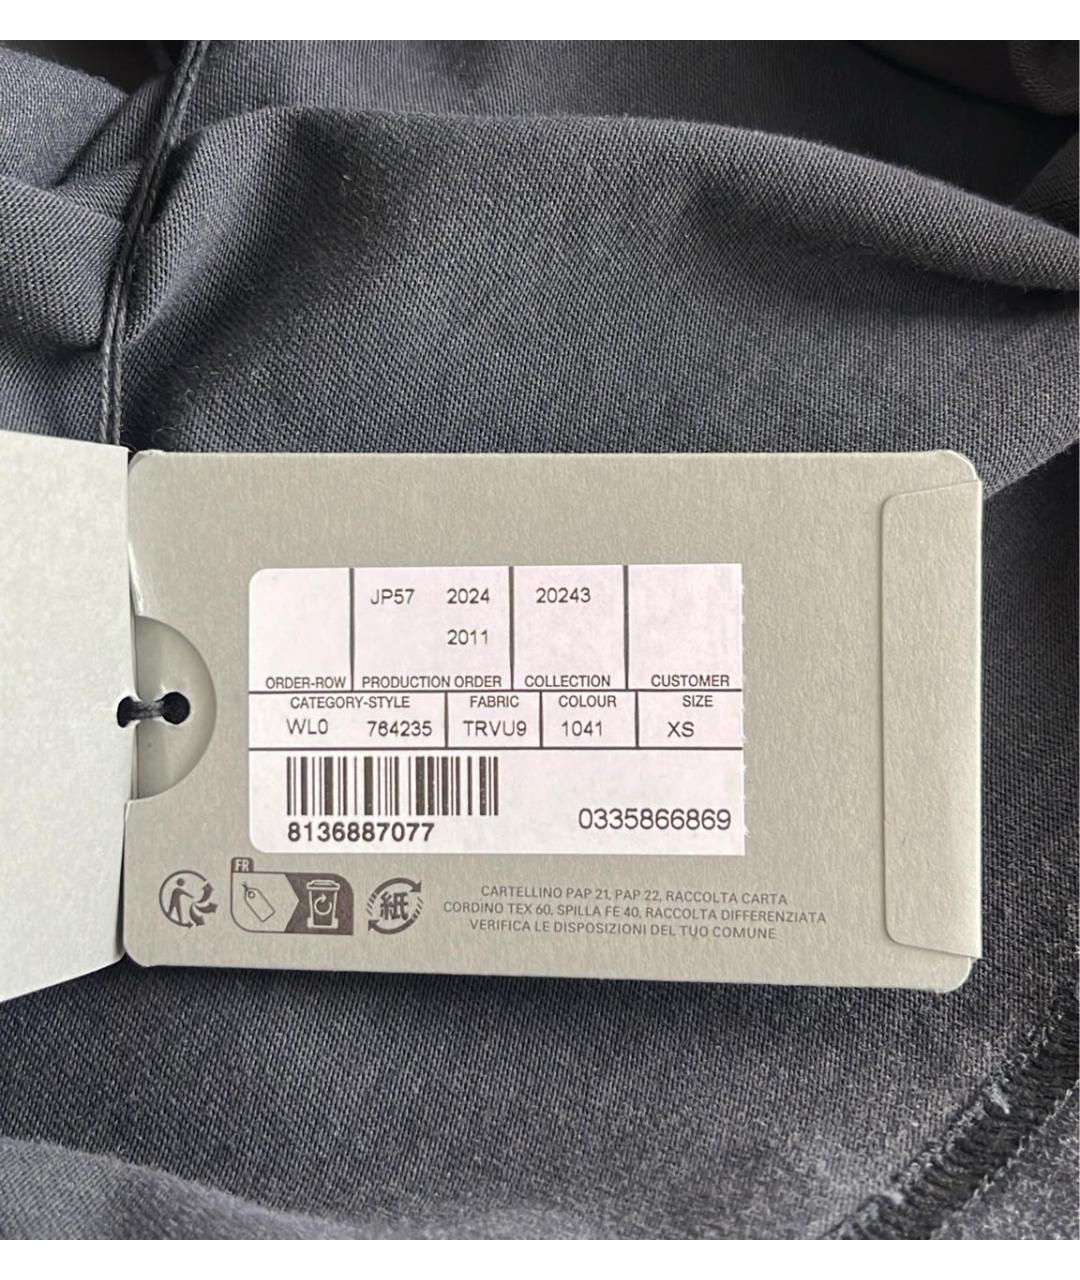 JP57 2024 20243
2011
ORDER-ROW PRODUCTION ORDER COLLECTION CUSTOMER
CATEGORY-STYLE FABRIC COLOUR SIZE
WL0 764235 TRVU9 1041 XS
8136887077 0335866869
FR
紙
CARTELLINO PAP 21, PAP 22, RACCOLTA CARTA
CORDINO TEX 60, SPILLA FE 40, RACCOLTA DIFFERENZIATA
VERIFICA LE DISPOSIZIONI DEL TUO COMUNE